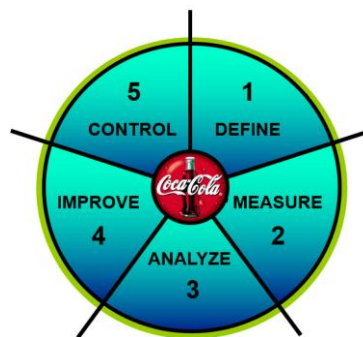 1
DEFINE
MEASURE
2
ANALYZE
3
IMPROVE
4
5
CONTROL
Coca-Cola